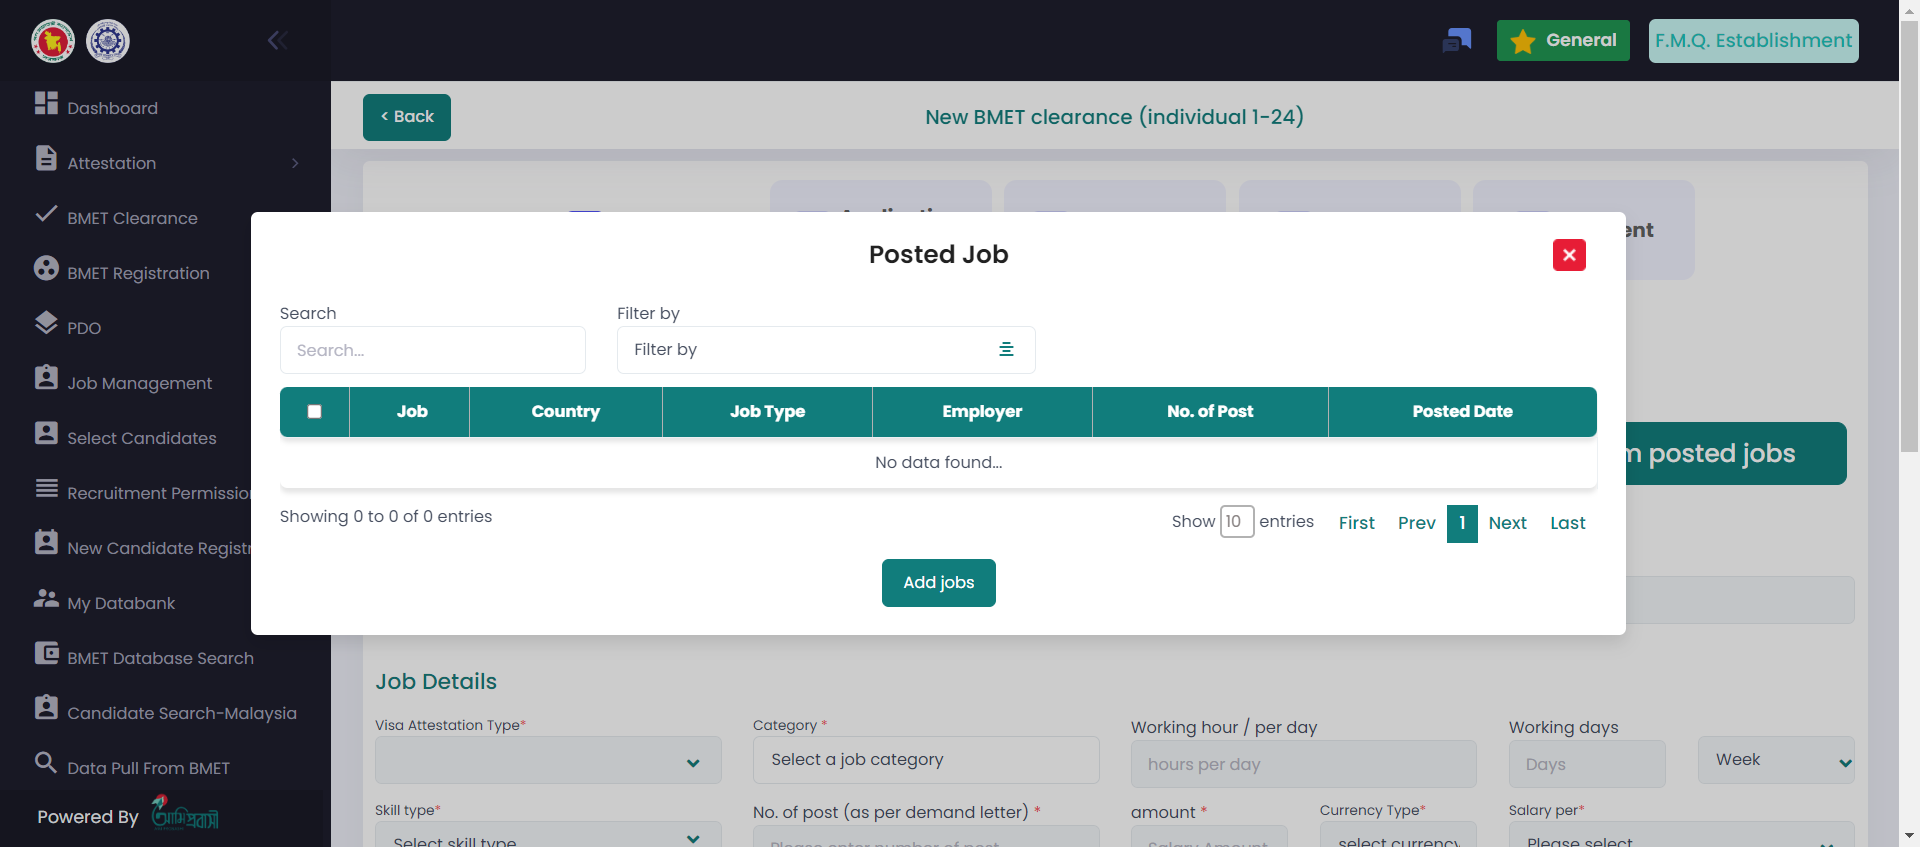 General
F.M.Q. Establishment
Dashboard
Attestation
BMET Clearance
BMET Registration
PDO
Job Management
Select Candidates
Recruitment Permission
New Candidate Registr
My Databank
BMET Database Search
Candidate Search-Malaysia
Data Pull From BMET
Powered By আমি প্রবাসী
< Back
New BMET clearance (individual 1-24)
Posted Job
Search
Filter by
Search...
Filter by
Job
Country
Job Type
Employer
No. of Post
Posted Date
No data found...
Showing 0 to 0 of 0 entries
Show 10 entries
First
Prev
1
Next
Last
Add jobs
posted jobs
Job Details
Visa Attestation Type*
Category *
Select a job category
Working hour / per day
hours per day
Working days
Days
Week
Skill type*
Select skill type
No. of post (as per demand letter) *
Please enter number of post
amount *
Salary Amount
Currency Type*
select currency
Salary per*
Please select